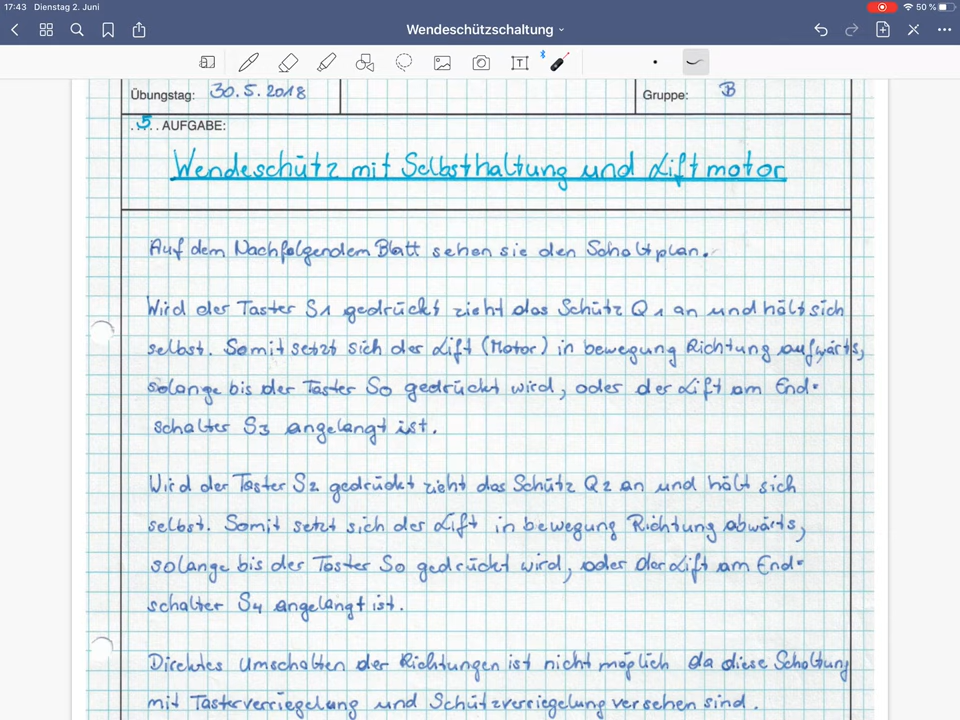 17:43 Dienstag 2. Juni
50 %
Wendeschützschaltung
Übungstag: 30.5.2018
Gruppe: B
.5... AUFGABE:
Wendeschütz mit Selbsthaltung und Liftmotor
Auf dem Nachfolgendem Blatt sehen sie den Schaltplan.
Wird der Taster S1 gedrückt zieht das Schütz Q1 an und hält sich
selbst. Somit setzt sich der Lift (Motor) in bewegung Richtung aufwärts,
solange bis der Taster S0 gedrückt wird, oder der Lift am End-
schalter S3 angelangt ist.
Wird der Taster S2 gedrückt zieht das Schütz Q2 an und hält sich
selbst. Somit setzt sich der Lift in bewegung Richtung abwärts,
solange bis der Taster S0 gedrückt wird, oder der Lift am End-
schalter S4 angelangt ist.
Direktes Umschalten der Richtungen ist nicht möglich da diese Schaltung
mit Tasterverriegelung und Schützverriegelung versehen sind.